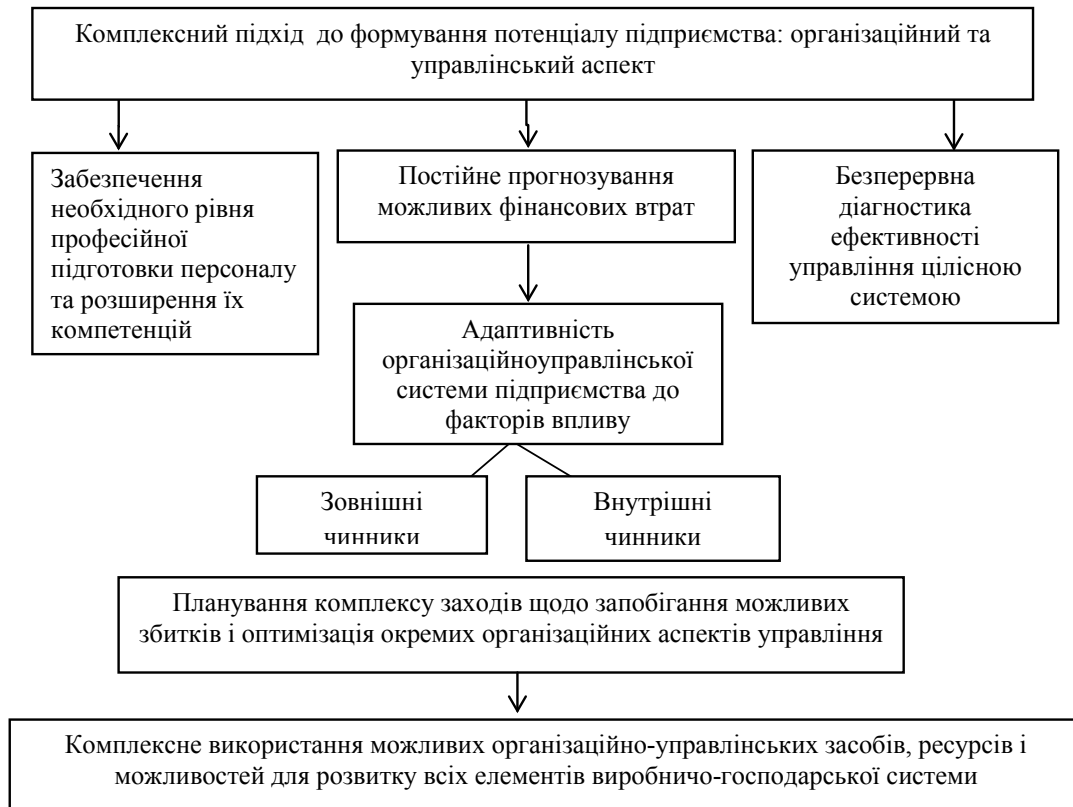 Комплексний підхід до формування потенціалу підприємства: організаційний та
управлінський аспект
Забезпечення
необхідного рівня
професійної
підготовки персоналу
та розширення їх
компетенцій
Постійне прогнозування
можливих фінансових втрат
Безперервна
діагностика
ефективності
управління цілісною
системою
Адаптивність
організаційноуправлінської
системи підприємства до
факторів впливу
Зовнішні
чинники
Внутрішні
чинники
Планування комплексу заходів щодо запобігання можливих
збитків і оптимізація окремих організаційних аспектів управління
Комплексне використання можливих організаційно-управлінських засобів, ресурсів і
можливостей для розвитку всіх елементів виробничо-господарської системи